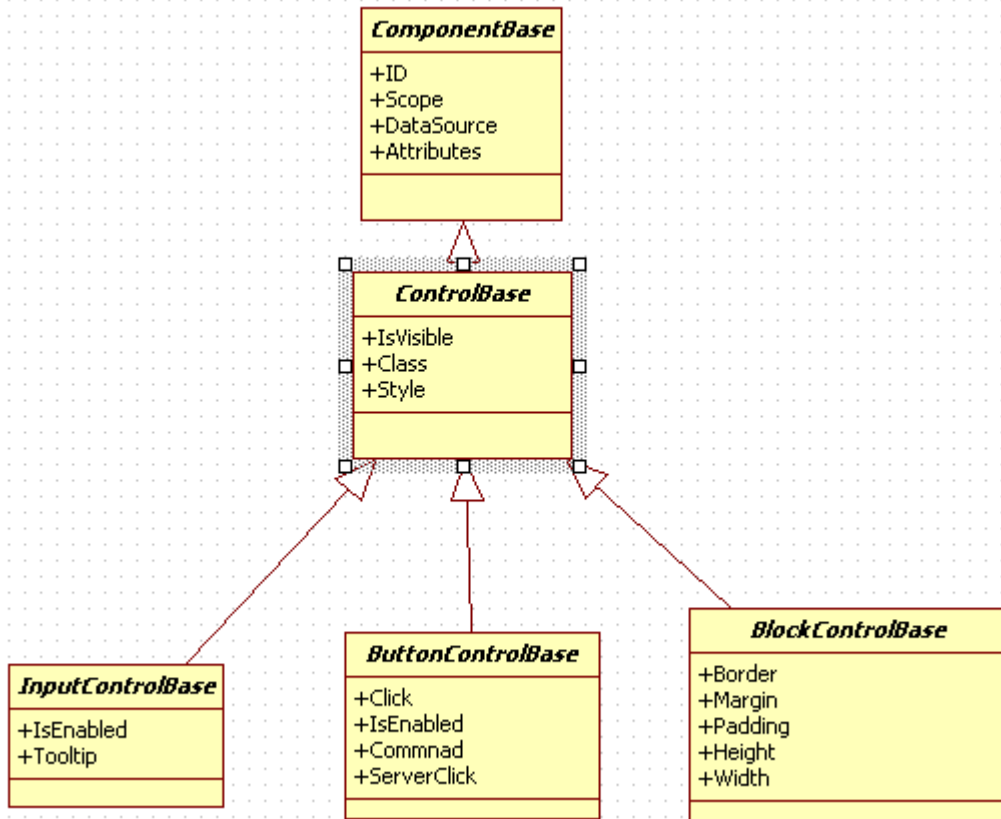 ComponentBase
+ID
+Scope
+DataSource
+Attributes
ControlBase
+IsVisible
+Class
+Style
InputControlBase
+IsEnabled
+Tooltip
ButtonControlBase
+Click
+IsEnabled
+Commnad
+ServerClick
BlockControlBase
+Border
+Margin
+Padding
+Height
+Width